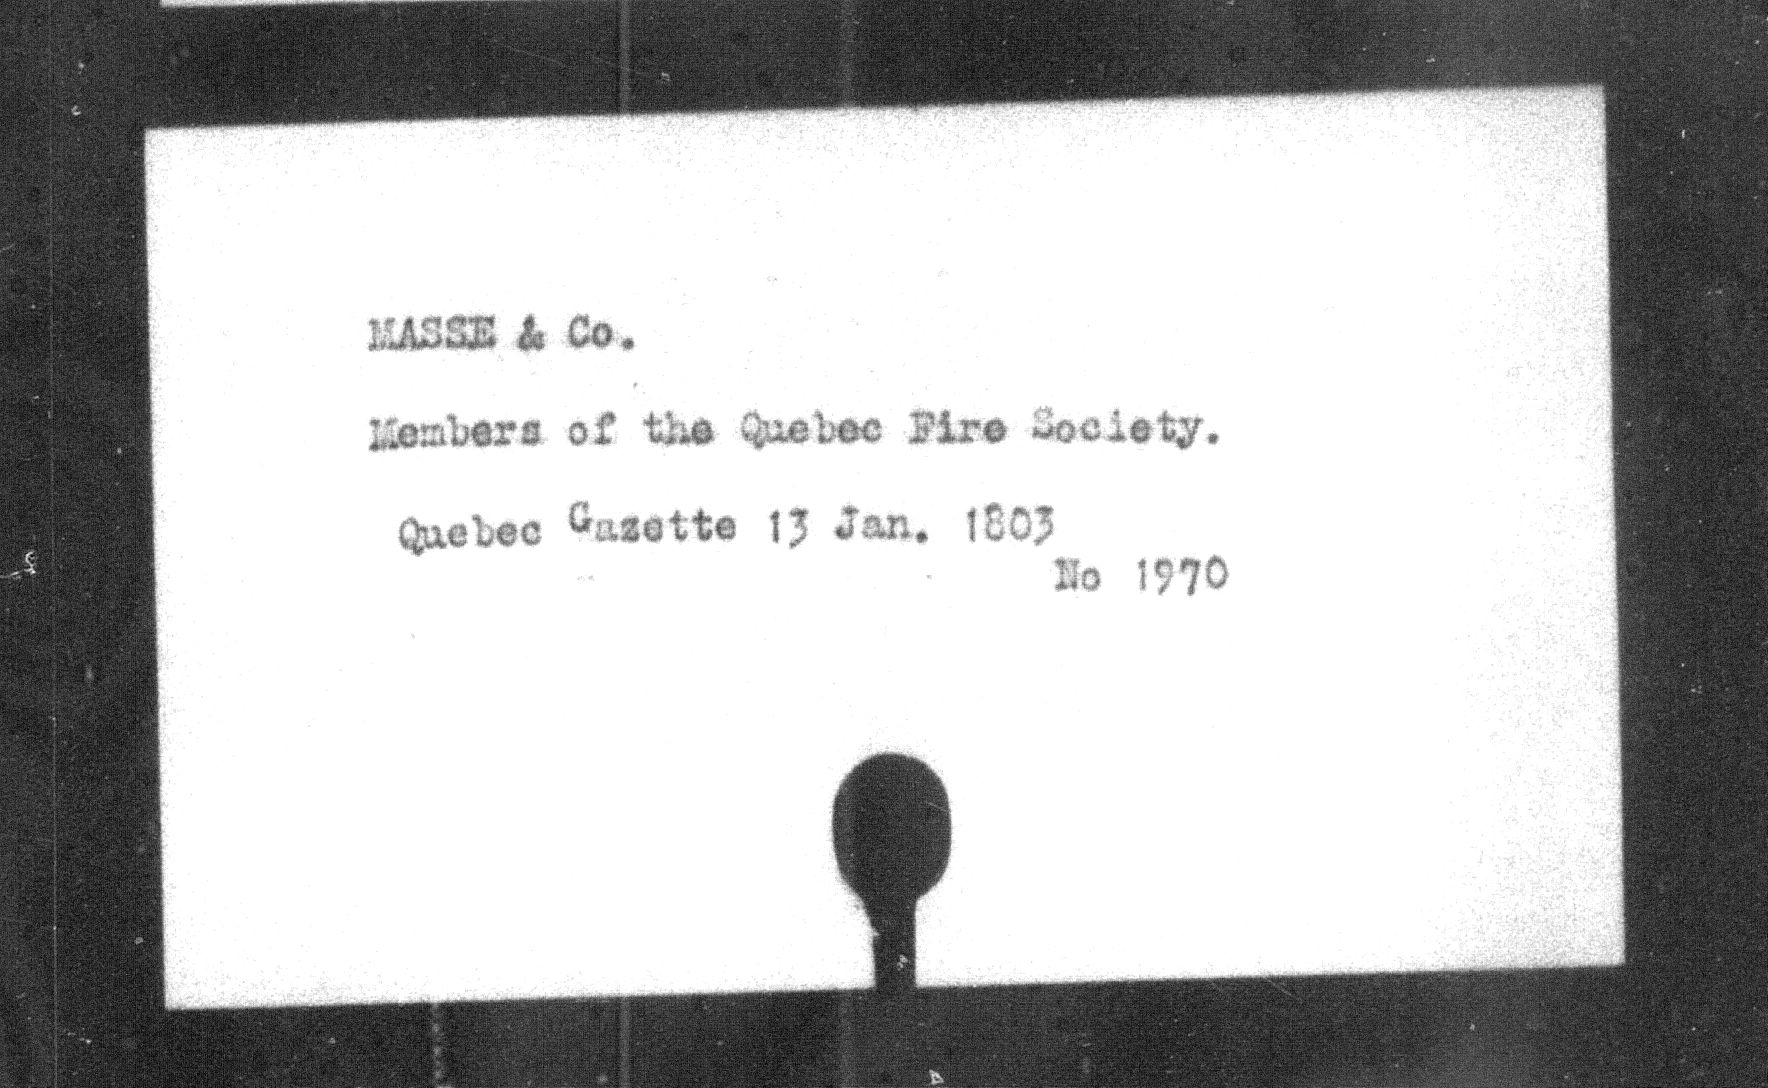 MASSE & Co.
Members of the Quebec Fire Society.
Quebec Gazette 13 Jan. 1803
No 1970